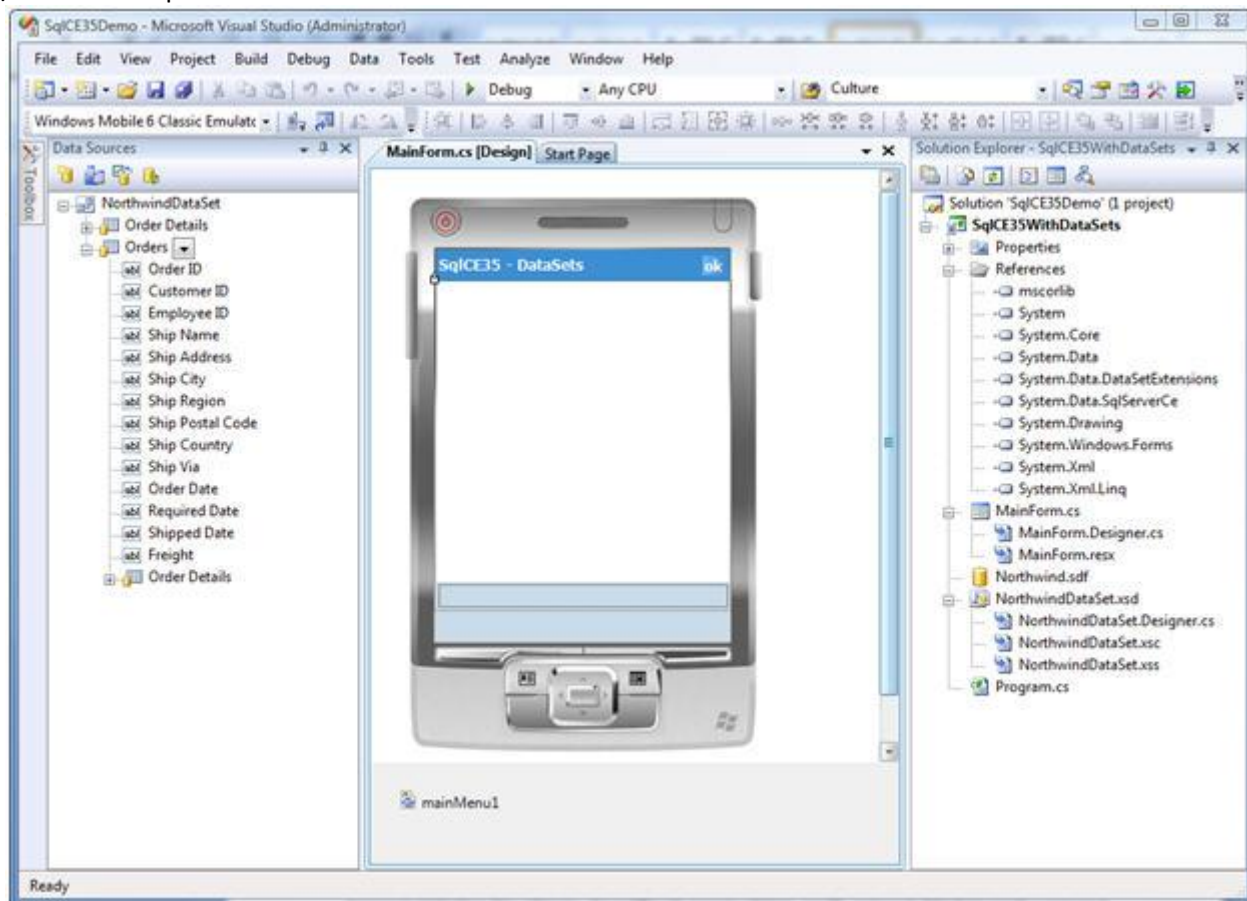 SqlCE35Demo - Microsoft Visual Studio (Administrator)
File Edit View Project Build Debug Data Tools Test Analyze Window Help
Debug Any CPU Culture
Windows Mobile 6 Classic Emulatc
Toolbox
Data Sources
NorthwindDataSet
Order Details
Orders
Order ID
Customer ID
Employee ID
Ship Name
Ship Address
Ship City
Ship Region
Ship Postal Code
Ship Country
Ship Via
Order Date
Required Date
Shipped Date
Freight
Order Details
MainForm.cs [Design] Start Page
SqlCE35 - DataSets ok
mainMenu1
Solution Explorer - SqlCE35WithDataSets
Solution 'SqlCE35Demo' (1 project)
SqlCE35WithDataSets
Properties
References
mscorlib
System
System.Core
System.Data
System.Data.DataSetExtensions
System.Data.SqlServerCe
System.Drawing
System.Windows.Forms
System.Xml
System.Xml.Linq
MainForm.cs
MainForm.Designer.cs
MainForm.resx
Northwind.sdf
NorthwindDataSet.xsd
NorthwindDataSet.Designer.cs
NorthwindDataSet.xsc
NorthwindDataSet.xss
Program.cs
Ready